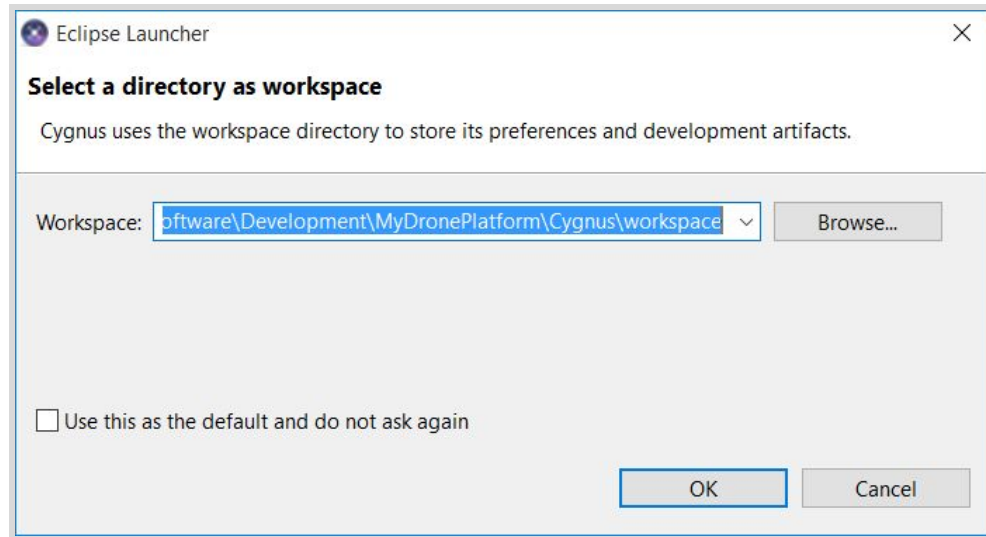 Eclipse Launcher
Select a directory as workspace
Cygnus uses the workspace directory to store its preferences and development artifacts.
Workspace: oftware\Development\MyDronePlatform\Cygnus\workspace Browse...
Use this as the default and do not ask again
OK Cancel